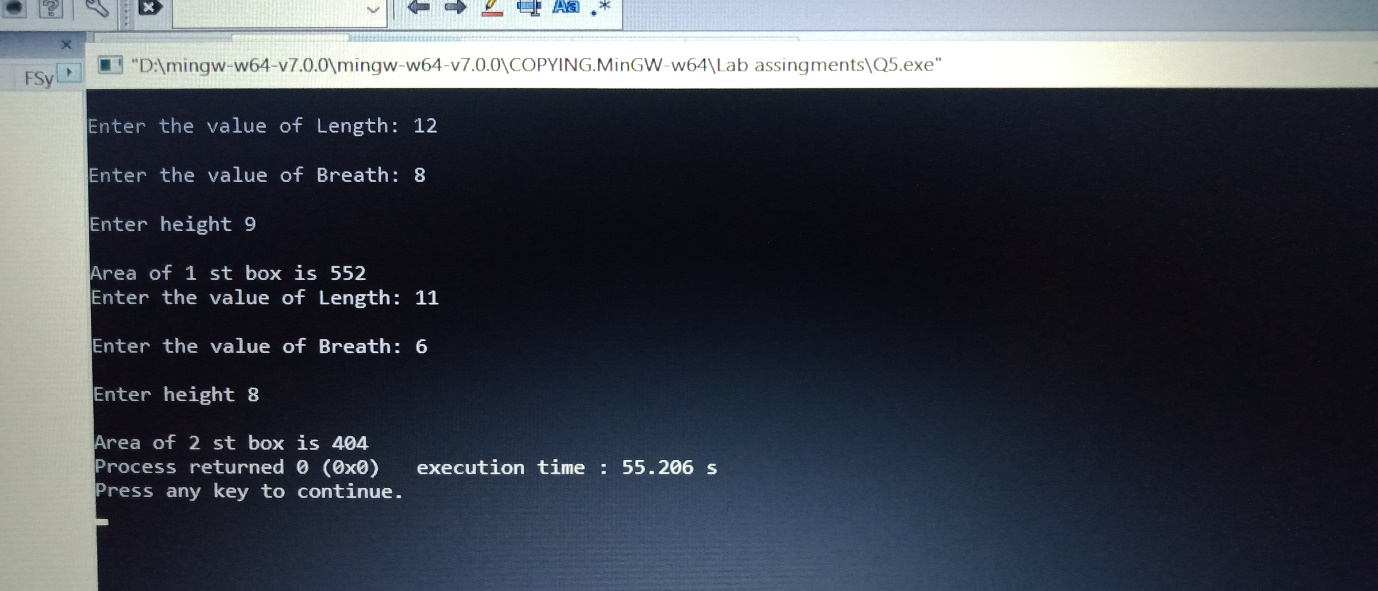 Aa .*
FSy
"D:\mingw-w64-v7.0.0\mingw-w64-v7.0.0\COPYING.MinGW-w64\Lab assingments\Q5.exe"
Enter the value of Length: 12
Enter the value of Breath: 8
Enter height 9
Area of 1 st box is 552
Enter the value of Length: 11
Enter the value of Breath: 6
Enter height 8
Area of 2 st box is 404
Process returned 0 (0x0)   execution time : 55.206 s
Press any key to continue.